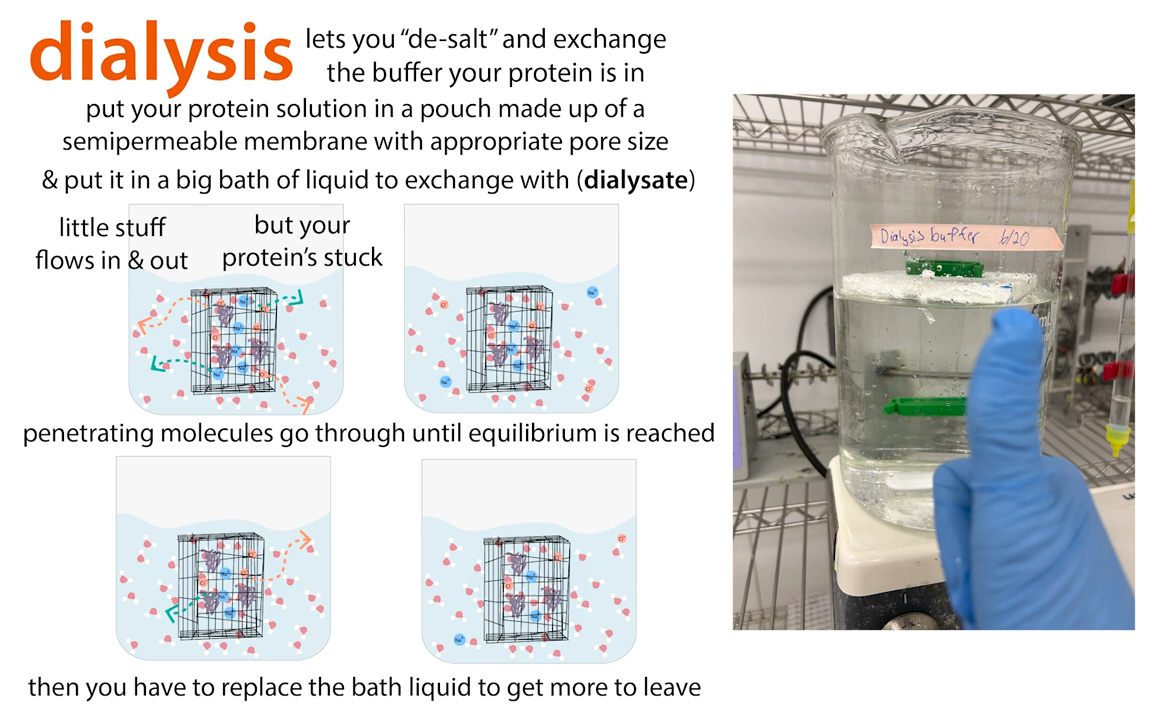 dialysis lets you “de-salt” and exchange
the buffer your protein is in
put your protein solution in a pouch made up of a
semipermeable membrane with appropriate pore size
& put it in a big bath of liquid to exchange with (dialysate)
little stuff
flows in & out
but your
protein’s stuck
Dialysis buffer 6/20
penetrating molecules go through until equilibrium is reached
then you have to replace the bath liquid to get more to leave